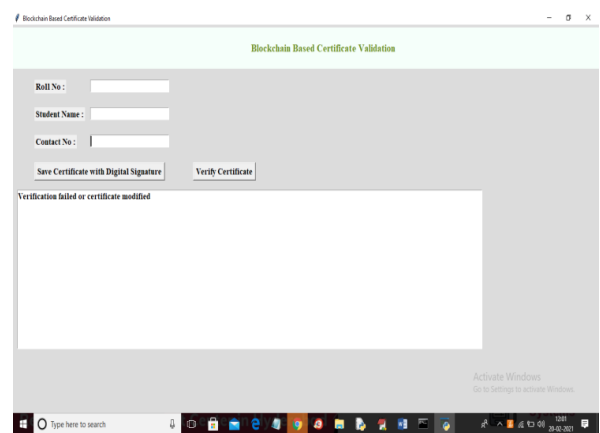 Blockchain Based Certificate Validation
Blockchain Based Certificate Validation
Roll No :
Student Name :
Contact No :
Save Certificate with Digital Signature
Verify Certificate
Verification failed or certificate modified
Activate Windows
Go to Settings to activate Windows.
Type here to search
12:01
20-02-2021